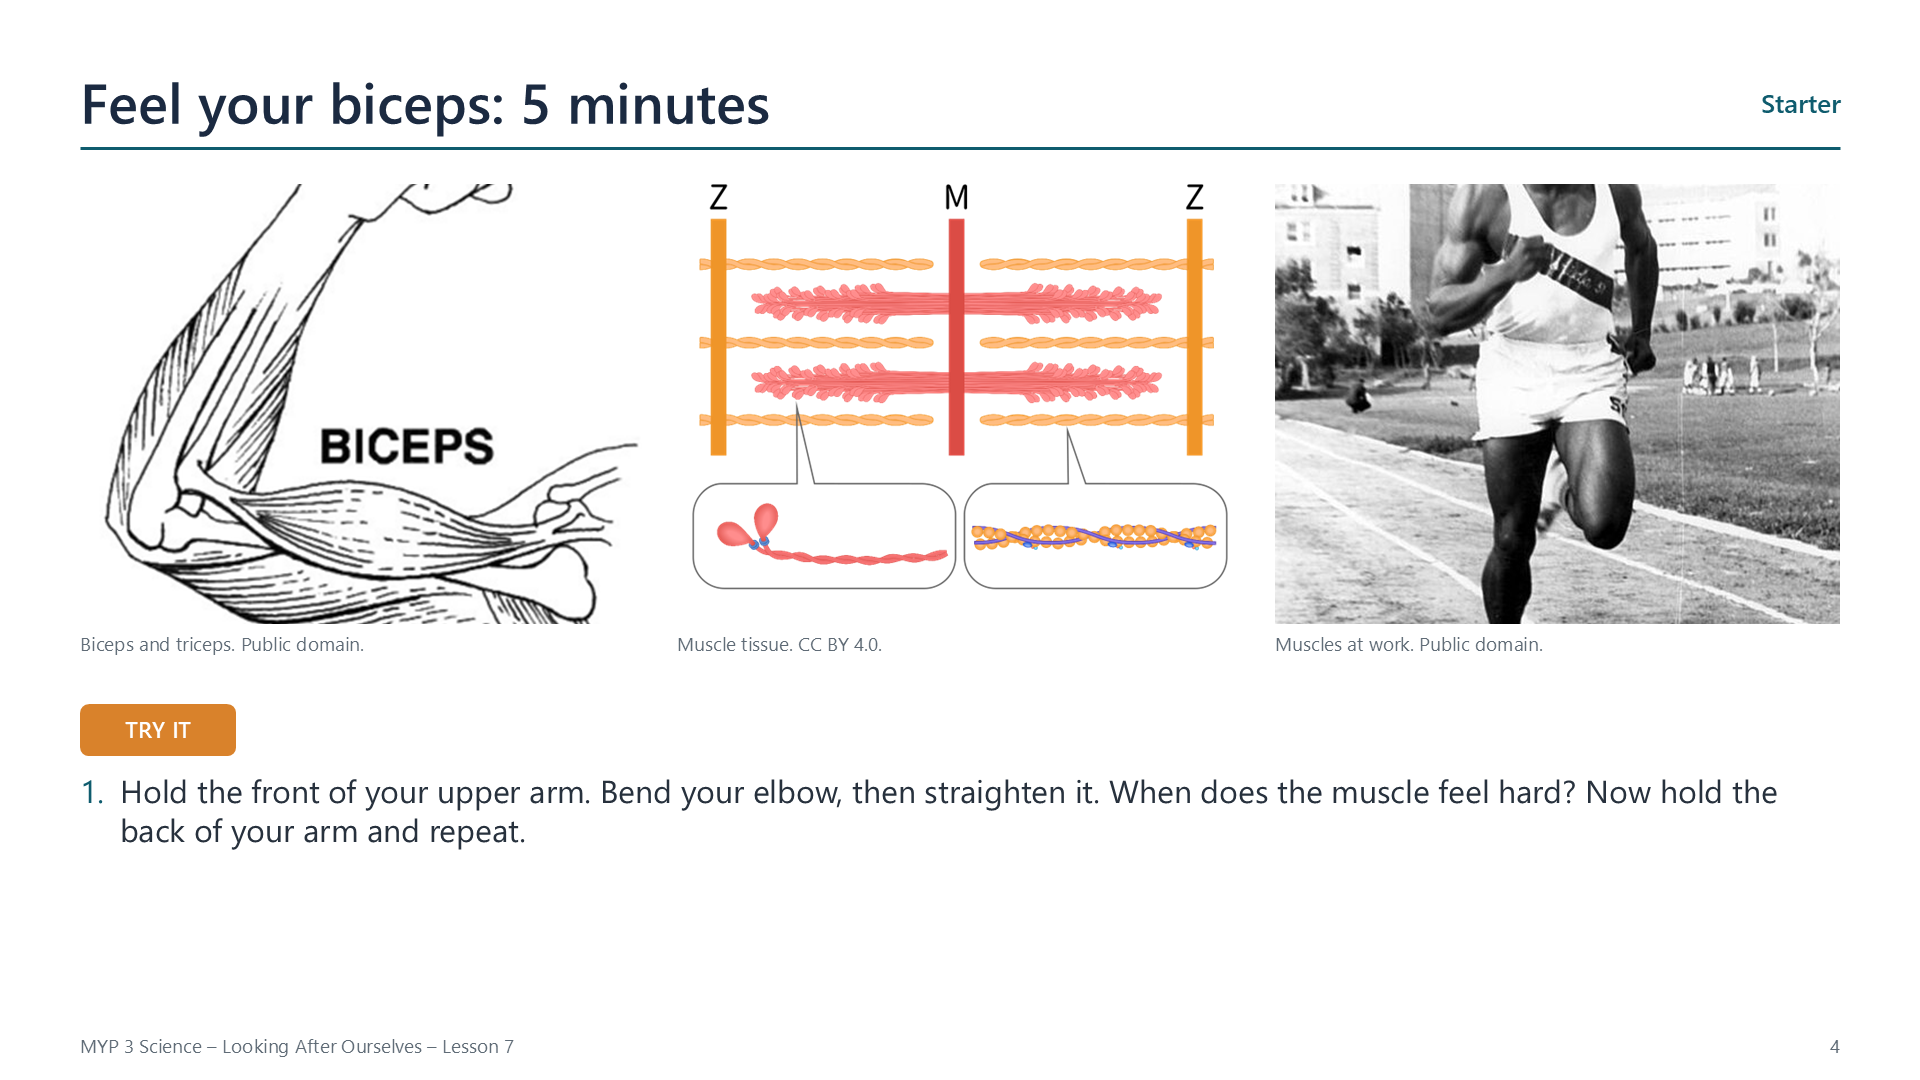 Feel your biceps: 5 minutes
Starter
Z M Z
BICEPS
Biceps and triceps. Public domain.
Muscle tissue. CC BY 4.0.
Muscles at work. Public domain.
TRY IT
1. Hold the front of your upper arm. Bend your elbow, then straighten it. When does the muscle feel hard? Now hold the
back of your arm and repeat.
MYP 3 Science – Looking After Ourselves – Lesson 7
4